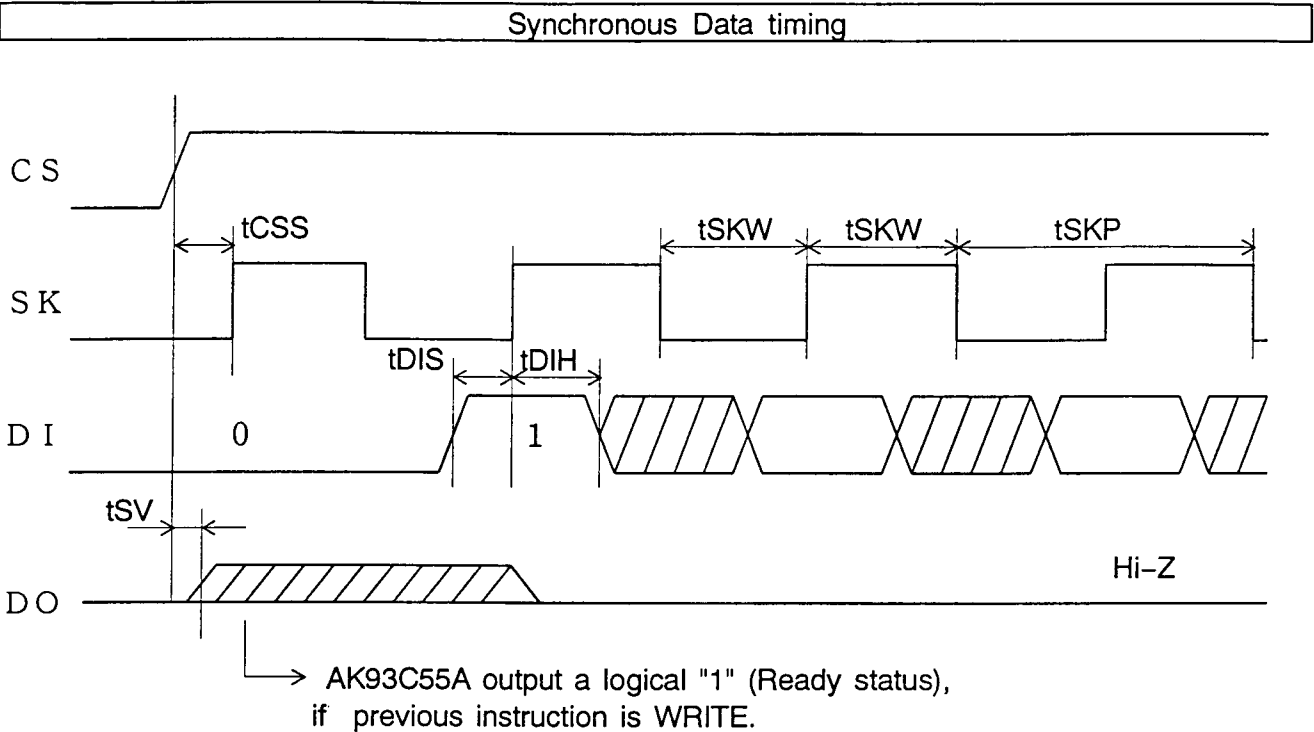 Synchronous Data timing
CS
tCSS
tSKW
tSKW
tSKP
SK
tDIS
tDIH
DI
0
1
tSV
Hi-Z
DO
AK93C55A output a logical "1" (Ready status),
if previous instruction is WRITE.